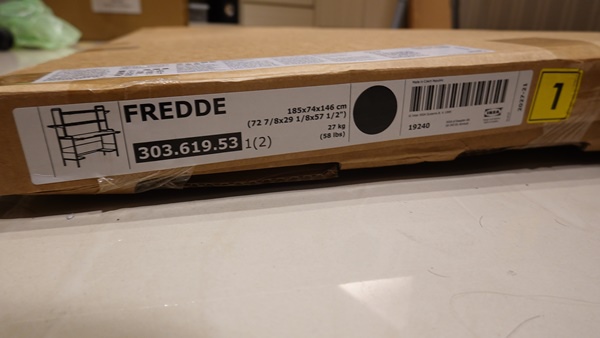 FREDDE
303.619.53 1(2)
185x74x146 cm
(72 7/8x29 1/8x57 1/2")
27 kg
(58 lbs)
19240
IKEA
1